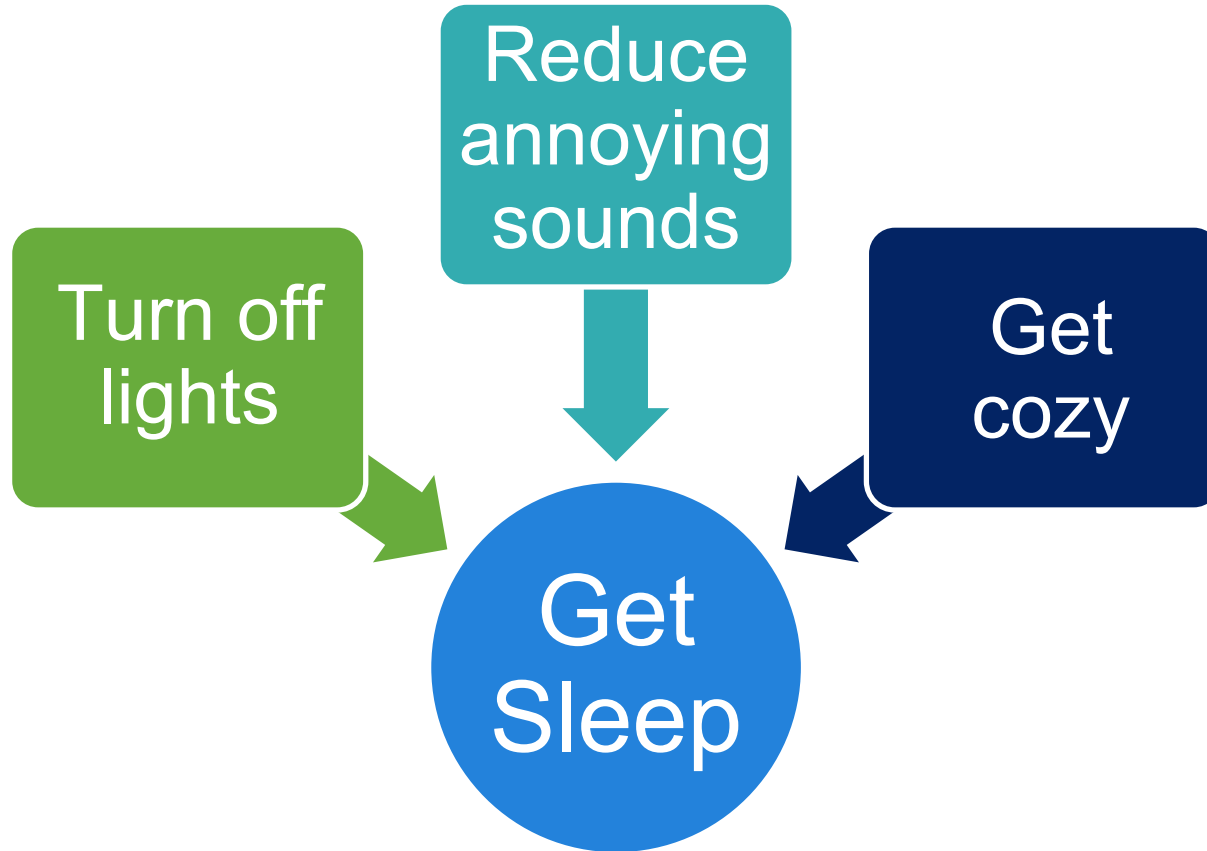 Reduce
annoying
sounds
Turn off
lights
Get
cozy
Get
Sleep